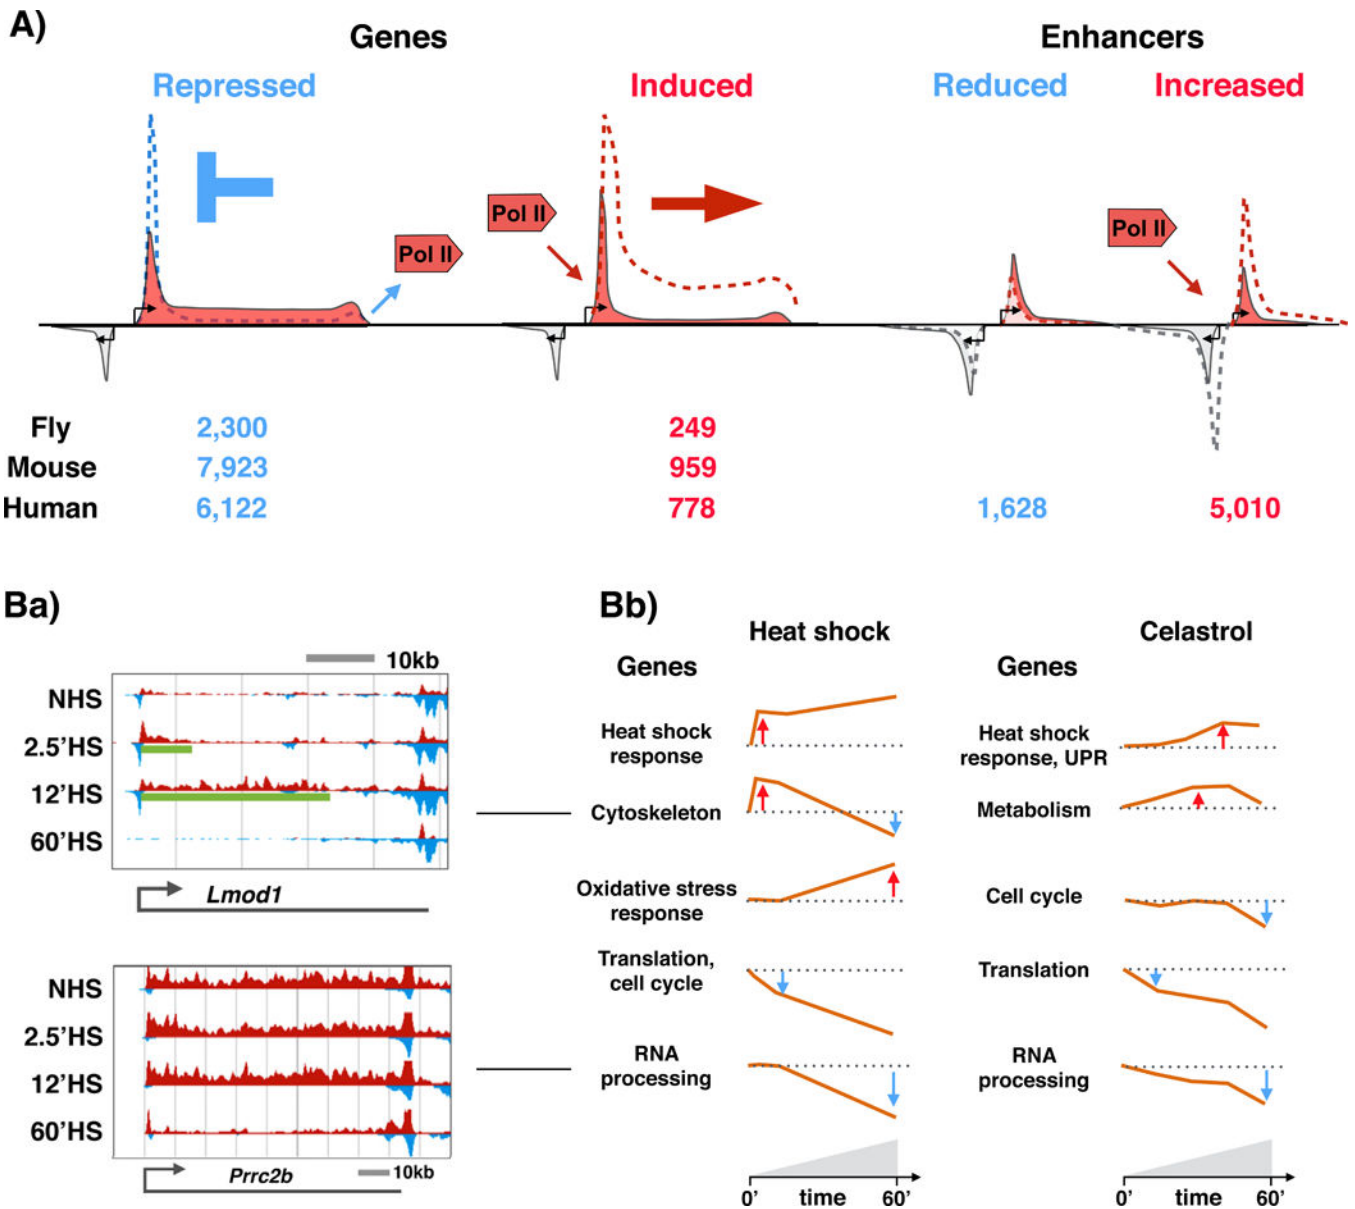 A)
Genes
Enhancers
Repressed
Induced
Reduced
Increased
Pol II
Pol II
Pol II
Fly 2,300 249
Mouse 7,923 959
Human 6,122 778 1,628 5,010
Ba)
10kb
NHS
2.5'HS
12'HS
60'HS
Lmod1
NHS
2.5'HS
12'HS
60'HS
Prrc2b
10kb
Bb)
Heat shock
Genes
Heat shock
response
Cytoskeleton
Oxidative stress
response
Translation,
cell cycle
RNA
processing
0' time 60'
Celastrol
Genes
Heat shock
response, UPR
Metabolism
Cell cycle
Translation
RNA
processing
0' time 60'